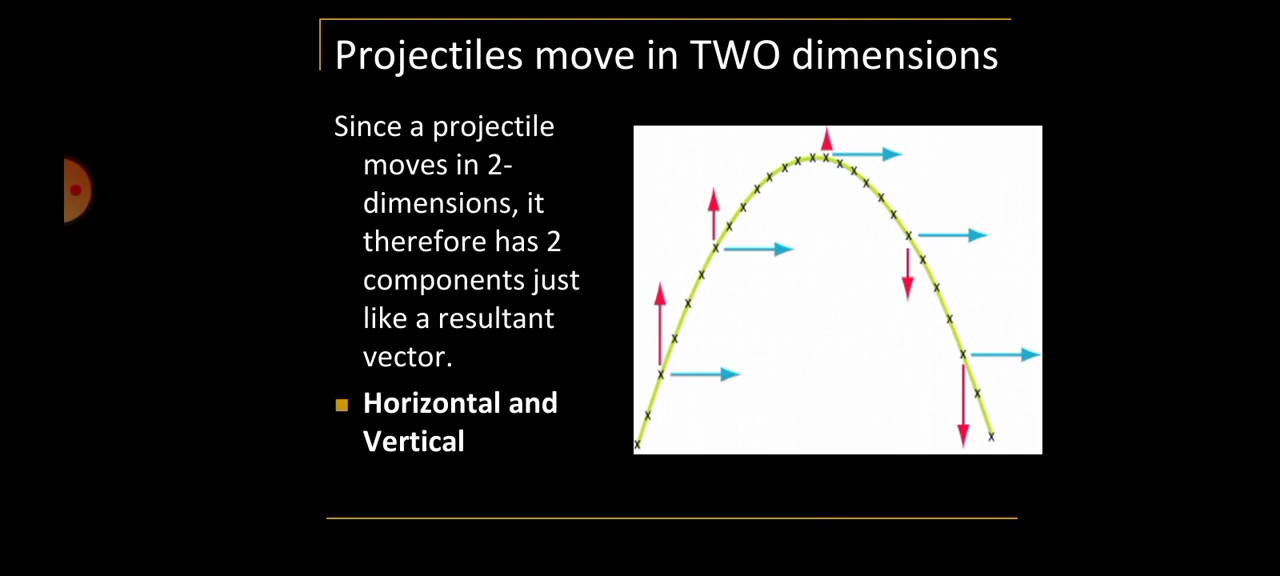 Projectiles move in TWO dimensions
Since a projectile
moves in 2-
dimensions, it
therefore has 2
components just
like a resultant
vector.
Horizontal and
Vertical